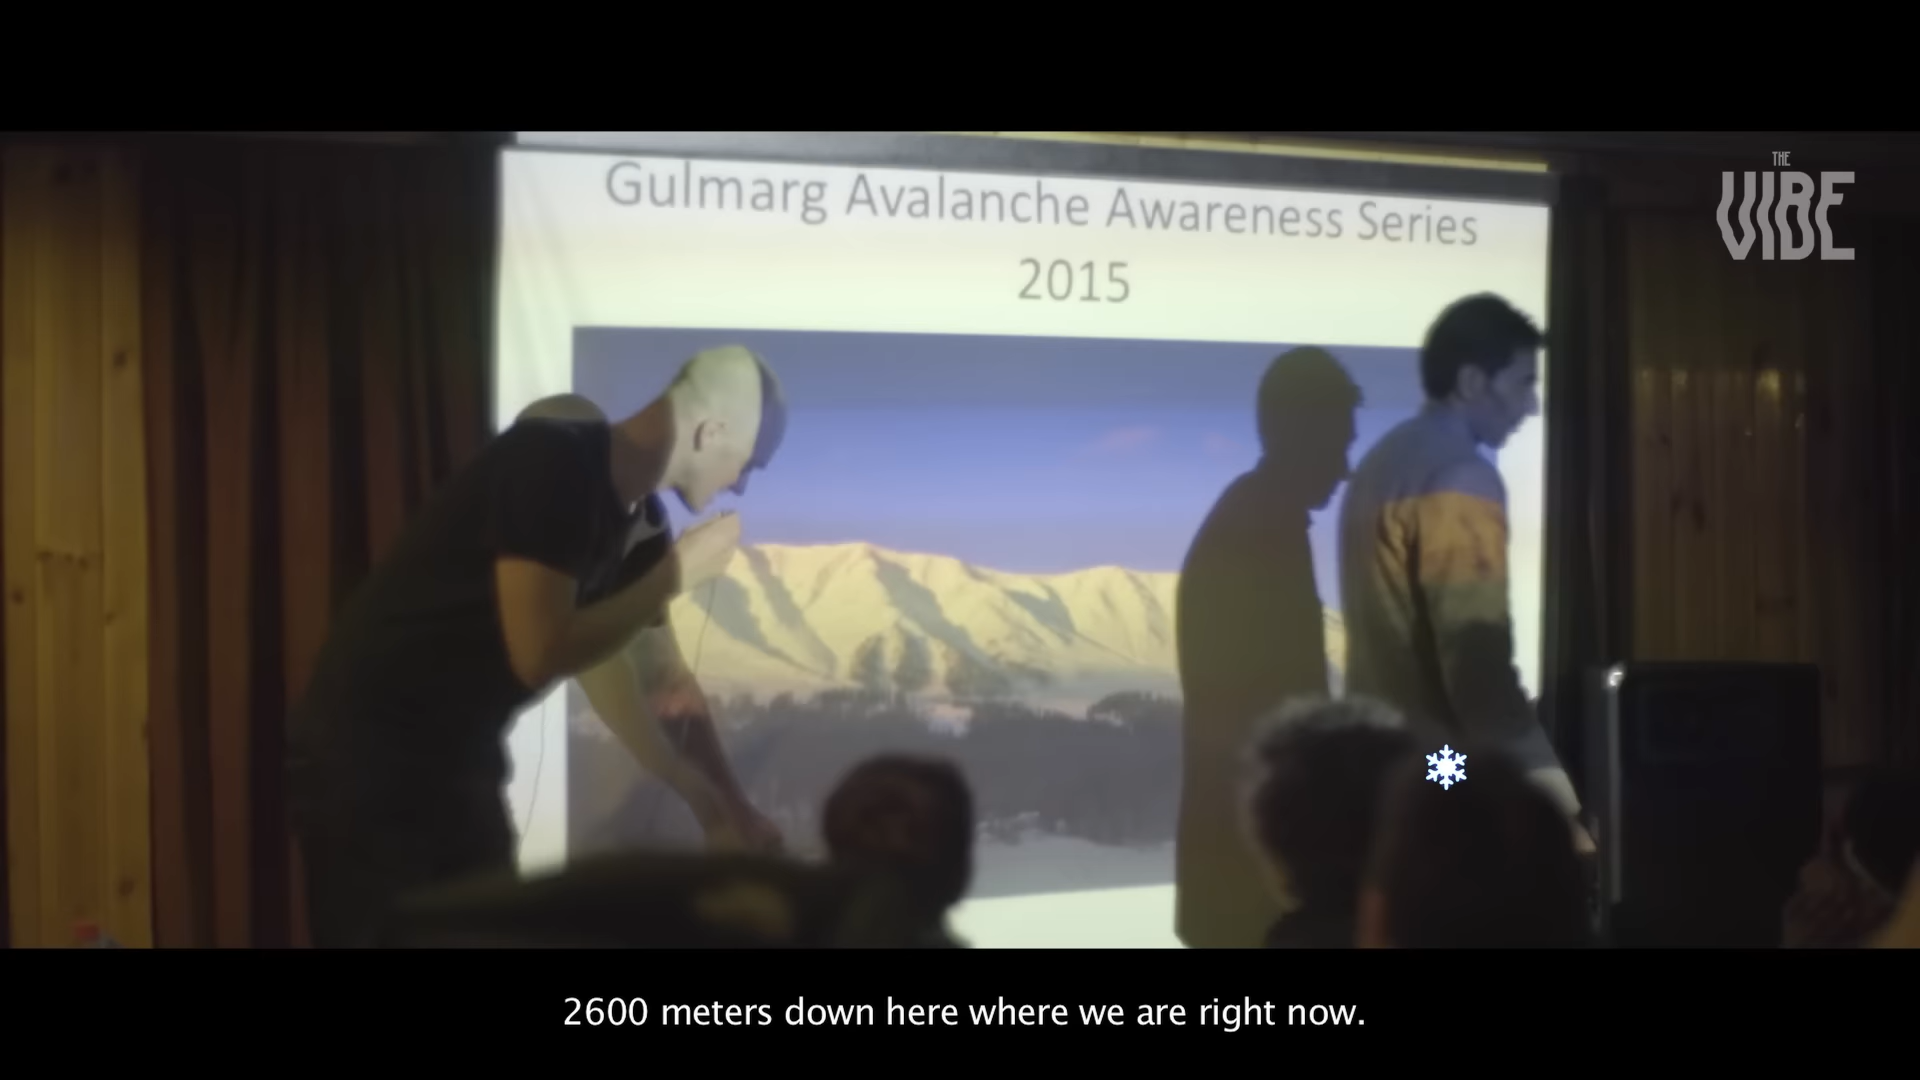 Gulmarg Avalanche Awareness Series
2015
THE
VIBE
2600 meters down here where we are right now.